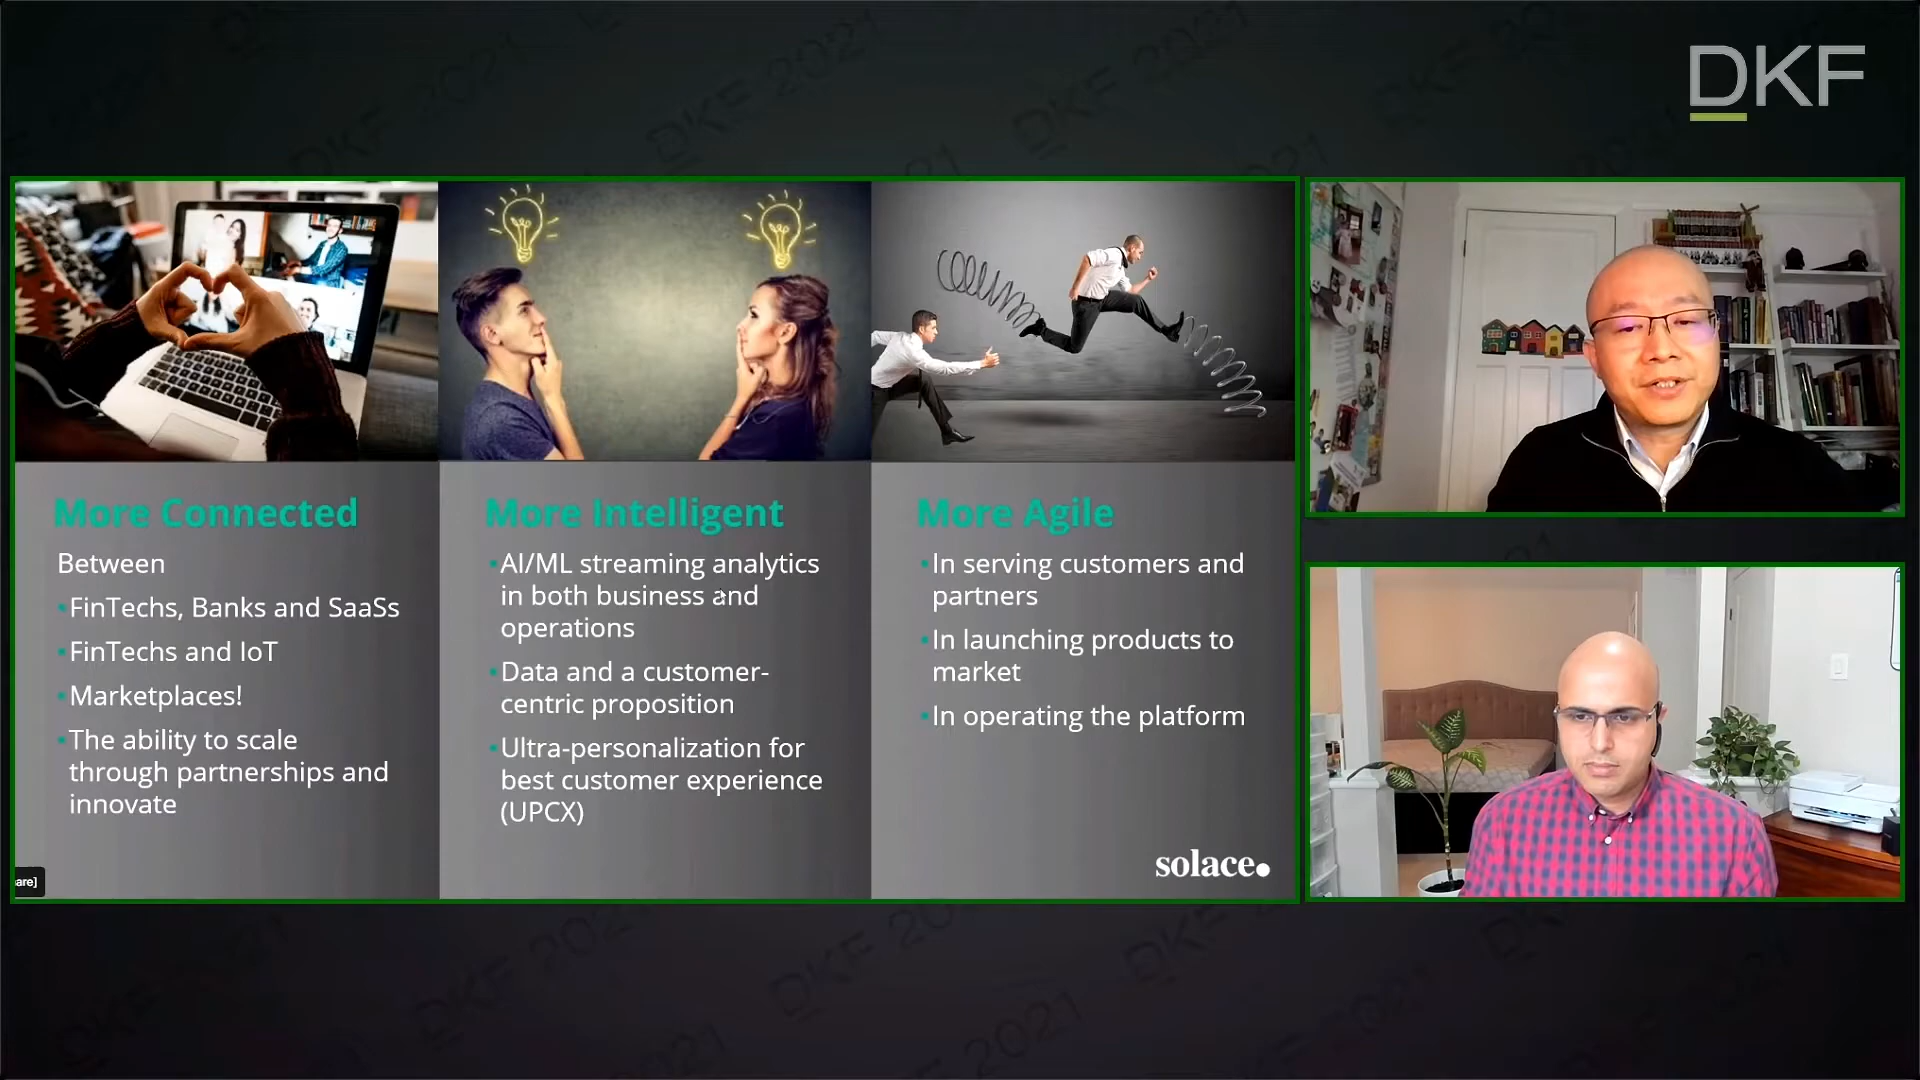 DKF
More Connected
Between
FinTechs, Banks and SaaSs
FinTechs and IoT
Marketplaces!
The ability to scale
through partnerships and
innovate
are]
More Intelligent
AI/ML streaming analytics
in both business and
operations
Data and a customer-
centric proposition
Ultra-personalization for
best customer experience
(UPCX)
More Agile
In serving customers and
partners
In launching products to
market
In operating the platform
solace.
DKF 2021